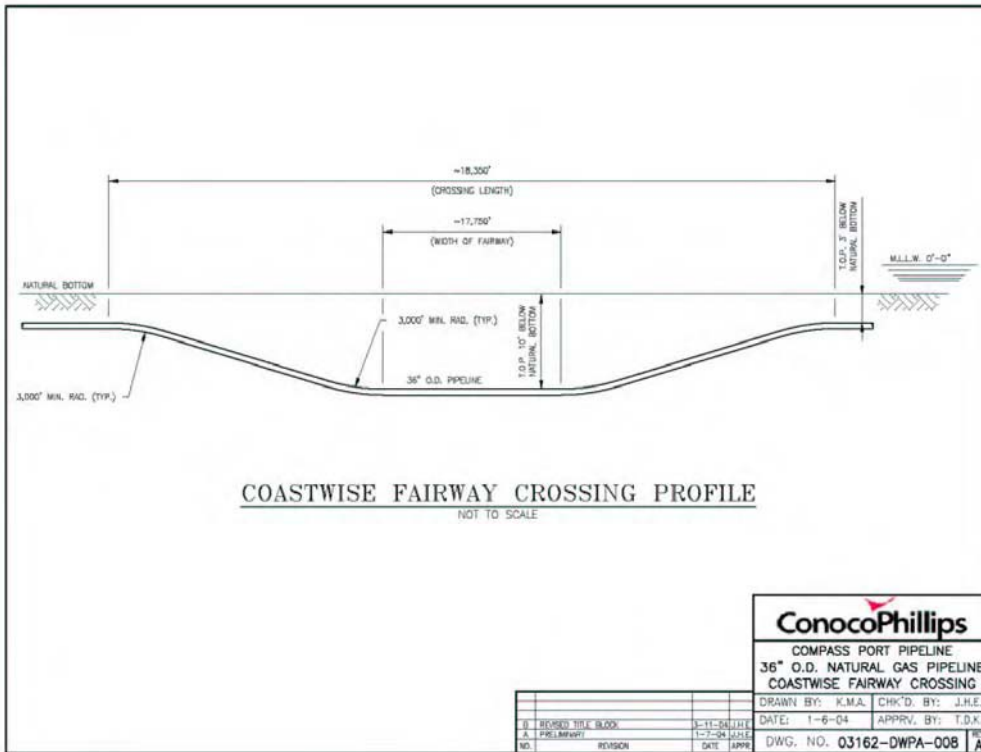 ~18,350'
(CROSSING LENGTH)
~17,750'
(WIDTH OF FAIRWAY)
T.O.P. 3' BELOW
NATURAL BOTTOM
M.L.L.W. 0'-0"
NATURAL BOTTOM
3,000' MIN. RAD. (TYP.)
T.O.P. 10' BELOW
NATURAL BOTTOM
36" O.D. PIPELINE
3,000' MIN. RAD. (TYP.)
COASTWISE FAIRWAY CROSSING PROFILE
NOT TO SCALE
ConocoPhillips
COMPASS PORT PIPELINE
36" O.D. NATURAL GAS PIPELINE
COASTWISE FAIRWAY CROSSING
DRAWN BY: K.M.A. CHK'D. BY: J.H.E.
DATE: 1-6-04 APPRV. BY: T.D.K.
DWG. NO. 03162-DWPA-008
REVISED TITLE BLOCK 3-11-04 J.H.E.
A PRELIMINARY 1-7-04 J.H.E.
NO. REVISION DATE APPR.